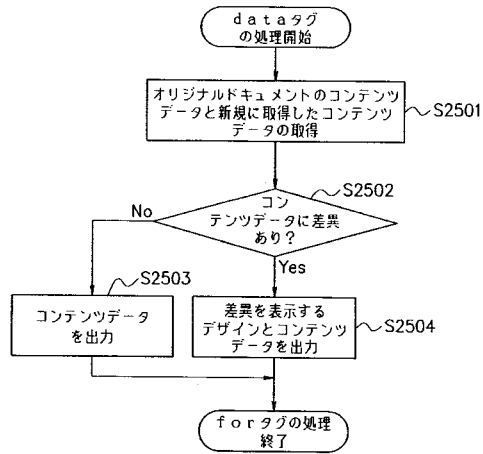 ｄａｔａタグ
の処理開始
オリジナルドキュメントのコンテンツ
データと新規に取得したコンテンツ
データの取得
S2501
S2502
コン
テンツデータに差異
あり？
No
Yes
S2503
コンテンツデータ
を出力
差異を表示する
デザインとコンテンツ
データを出力
S2504
ｆｏｒタグの処理
終了